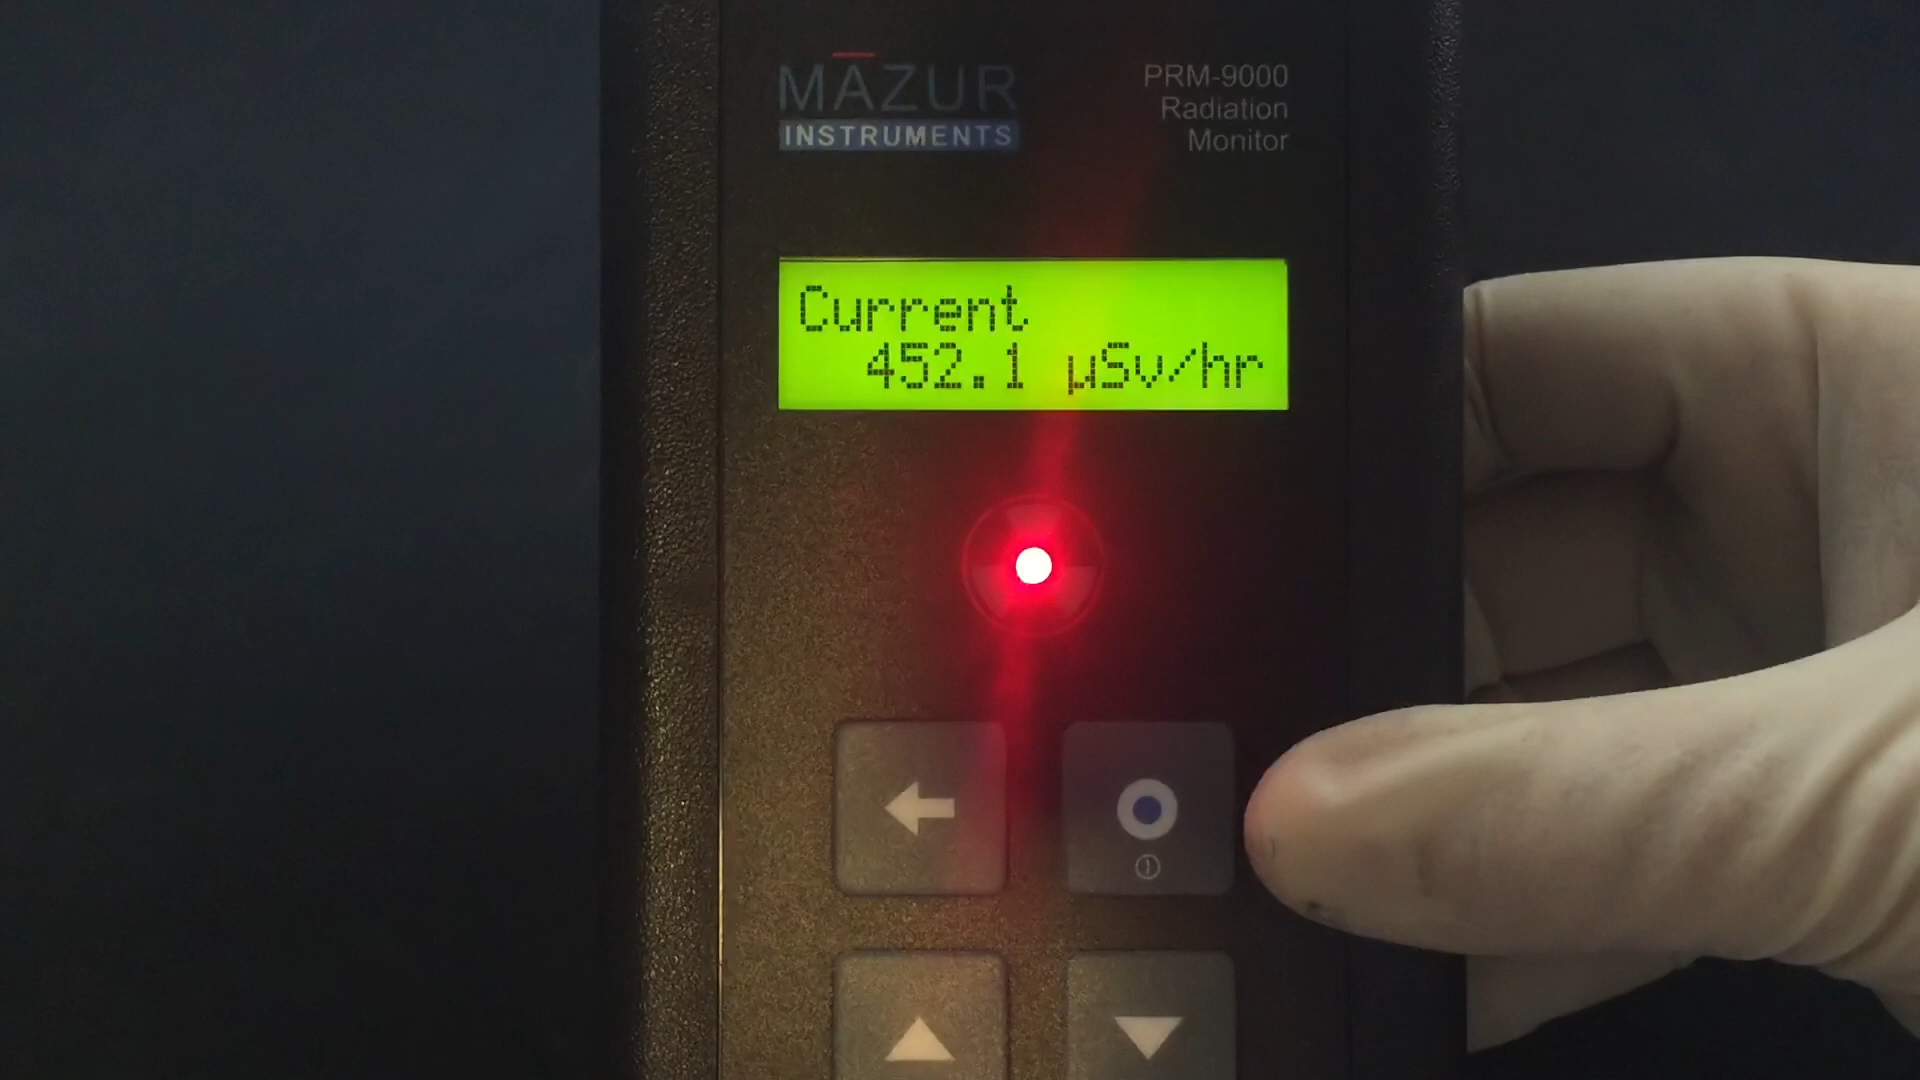 MAZUR
INSTRUMENTS
PRM-9000
Radiation
Monitor
Current
452.1 µSv/hr